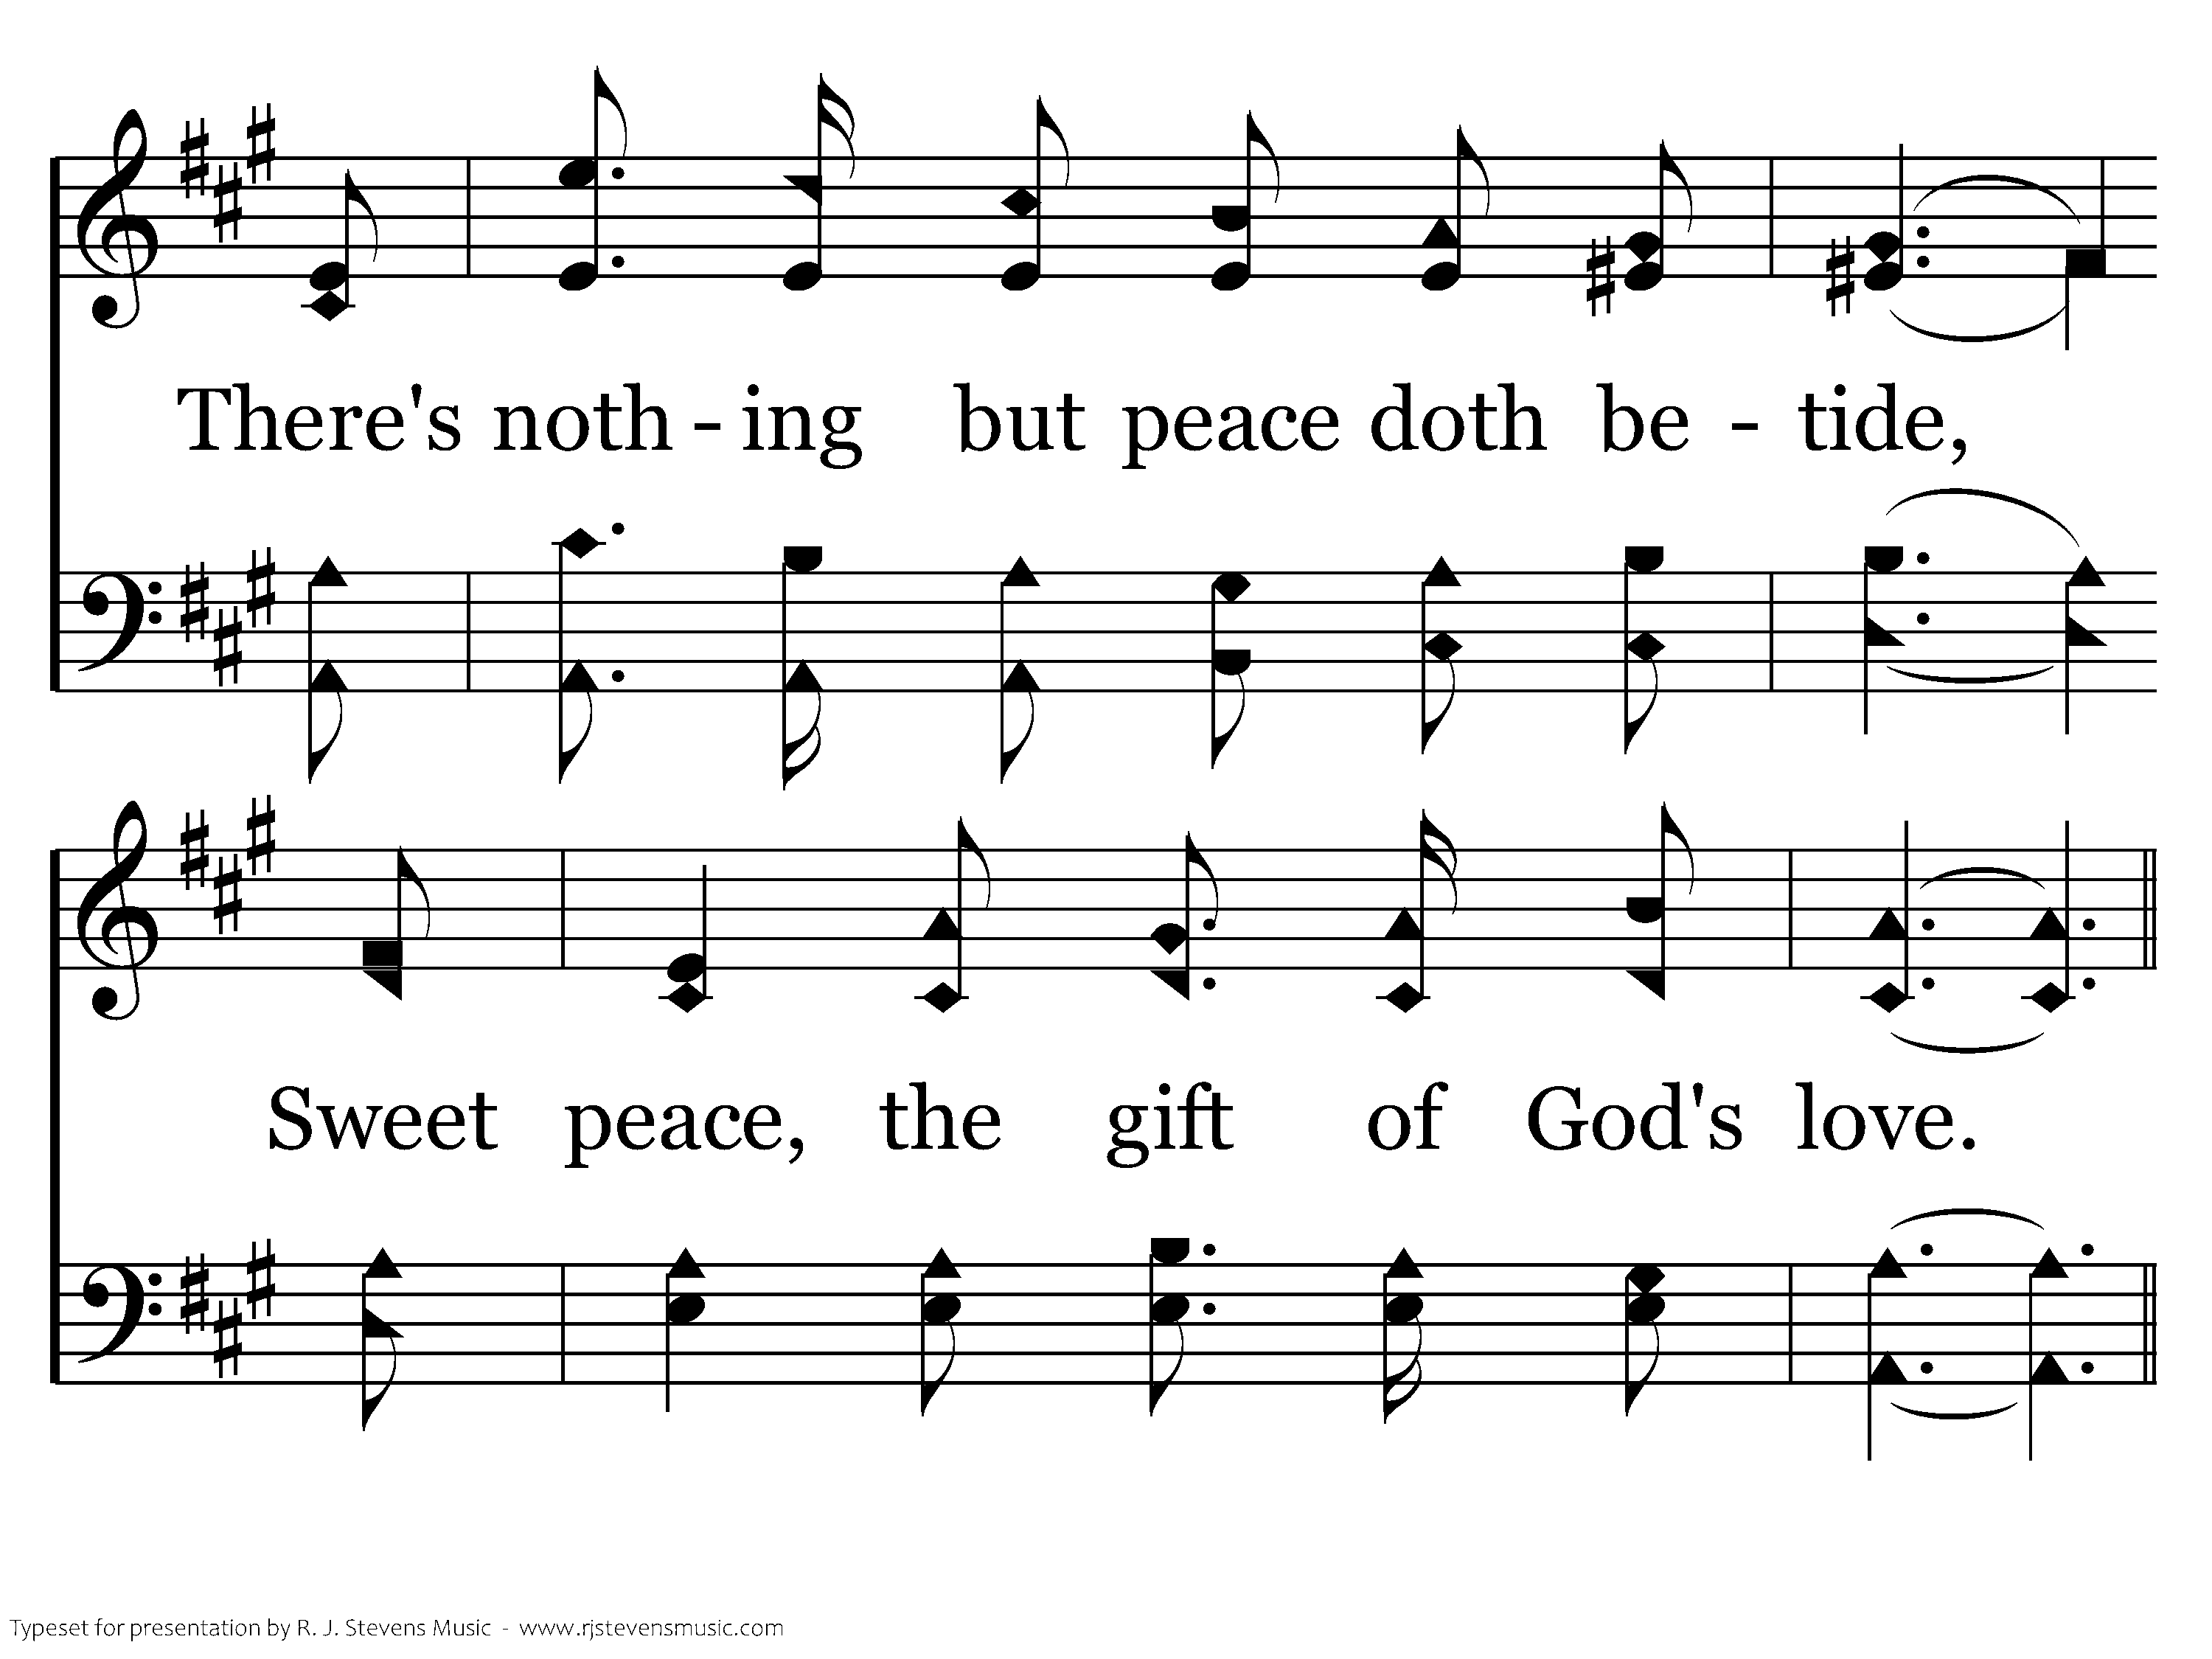 There's noth - ing but peace doth be - tide,
Sweet peace, the gift of God's love.
Typeset for presentation by R. J. Stevens Music - www.rjstevensmusic.com